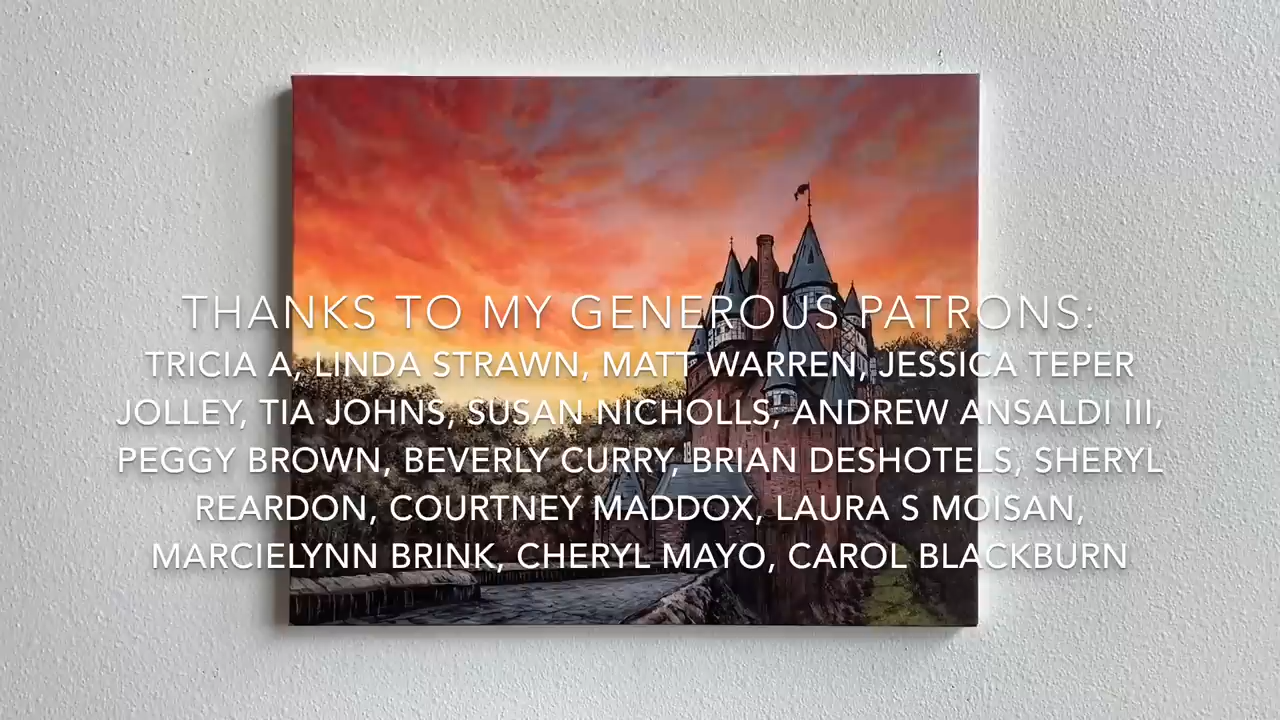 THANKS TO MY GENEROUS PATRONS:
TRICIA A, LINDA STRAWN, MATT WARREN, JESSICA TEPER
JOLLEY, TIA JOHNS, SUSAN NICHOLLS, ANDREW ANSALDI III,
PEGGY BROWN, BEVERLY CURRY, BRIAN DESHOTELS, SHERYL
REARDON, COURTNEY MADDOX, LAURA S MOISAN,
MARCIELYNN BRINK, CHERYL MAYO, CAROL BLACKBURN